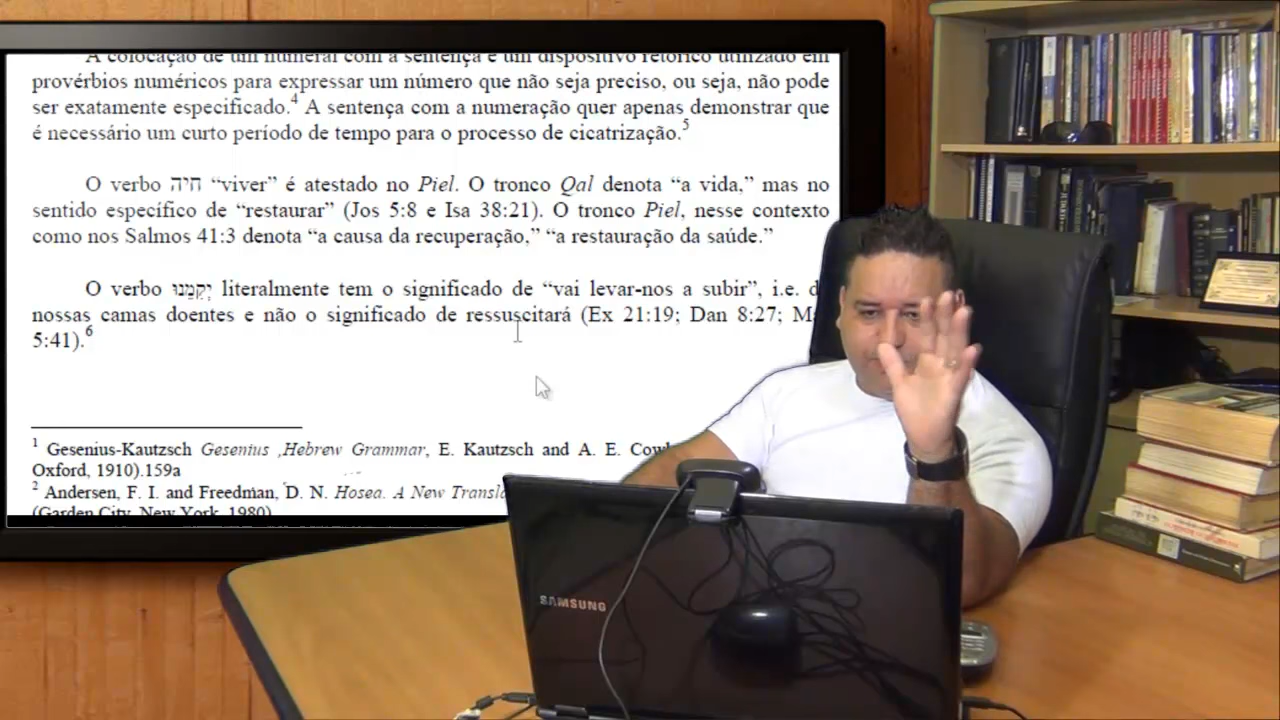 A colocação de um numeral com a sentença é um dispositivo retórico utilizado em
provérbios numéricos para expressar um número que não seja preciso, ou seja, não pode
ser exatamente especificado.4 A sentença com a numeração quer apenas demonstrar que
é necessário um curto período de tempo para o processo de cicatrização.5
O verbo חיה “viver” é atestado no Piel. O tronco Qal denota “a vida,” mas no
sentido específico de “restaurar” (Jos 5:8 e Isa 38:21). O tronco Piel, nesse contexto
como nos Salmos 41:3 denota “a causa da recuperação,” “a restauração da saúde.”
O verbo יְקִמֵנוּ literalmente tem o significado de “vai levar-nos a subir”, i.e. d
nossas camas doentes e não o significado de ressuscitará (Ex 21:19; Dan 8:27; M
5:41).6
1 Gesenius-Kautzsch Gesenius ,Hebrew Grammar, E. Kautzsch and A. E. Cow
Oxford, 1910).159a
2 Andersen, F. I. and Freedman, D. N. Hosea. A New Transla
(Garden City, New York, 1980)
SAMSUNG